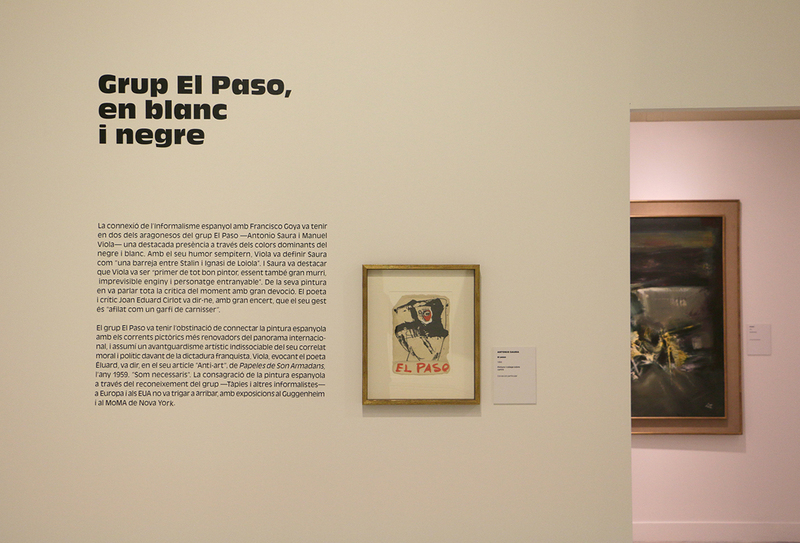 Grup El Paso,
en blanc
i negre
La connexió de l'informalisme espanyol amb Francisco Goya va tenir
en dos dels aragonesos del grup El Paso —Antonio Saura i Manuel
Viola— una destacada presència a través dels colors dominants del
negre i blanc. Amb el seu humor sempitern, Viola va definir Saura
com "una barreja entre Stalin i Ignasi de Loiola". I Saura va destacar
que Viola va ser "primer de tot bon pintor, essent també gran murri,
imprevisible enginy i personatge entranyable". De la seva pintura
en va parlar tota la crítica del moment amb gran devoció. El poeta
i crític Joan Eduard Cirlot va dir-ne, amb gran encert, que el seu gest
és "afilat com un garfi de carnisser".
El grup El Paso va tenir l'obstinació de connectar la pintura espanyola
amb els corrents pictòrics més renovadors del panorama internacio-
nal, i assumí un avantguardisme artístic indissociable del seu correlat
moral i polític davant de la dictadura franquista. Viola, evocant el poeta
Éluard, va dir, en el seu article "Anti-art", de Papeles de Son Armadans,
l'any 1959, "Som necessaris". La consagració de la pintura espanyola
a través del reconeixement del grup —Tàpies i altres informalistes—
a Europa i als EUA no va trigar a arribar, amb exposicions al Guggenheim
i al MoMA de Nova York.
EL PASO
ANTONIO SAURA